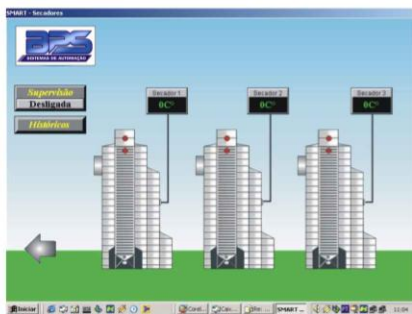 SMART - Secadores
BPS
SISTEMAS DE AUTOMAÇÃO
Supervisão
Desligada
Históricos
Secador 1
0C°
Secador 2
0C°
Secador 3
0C°
Iniciar
SMART ...